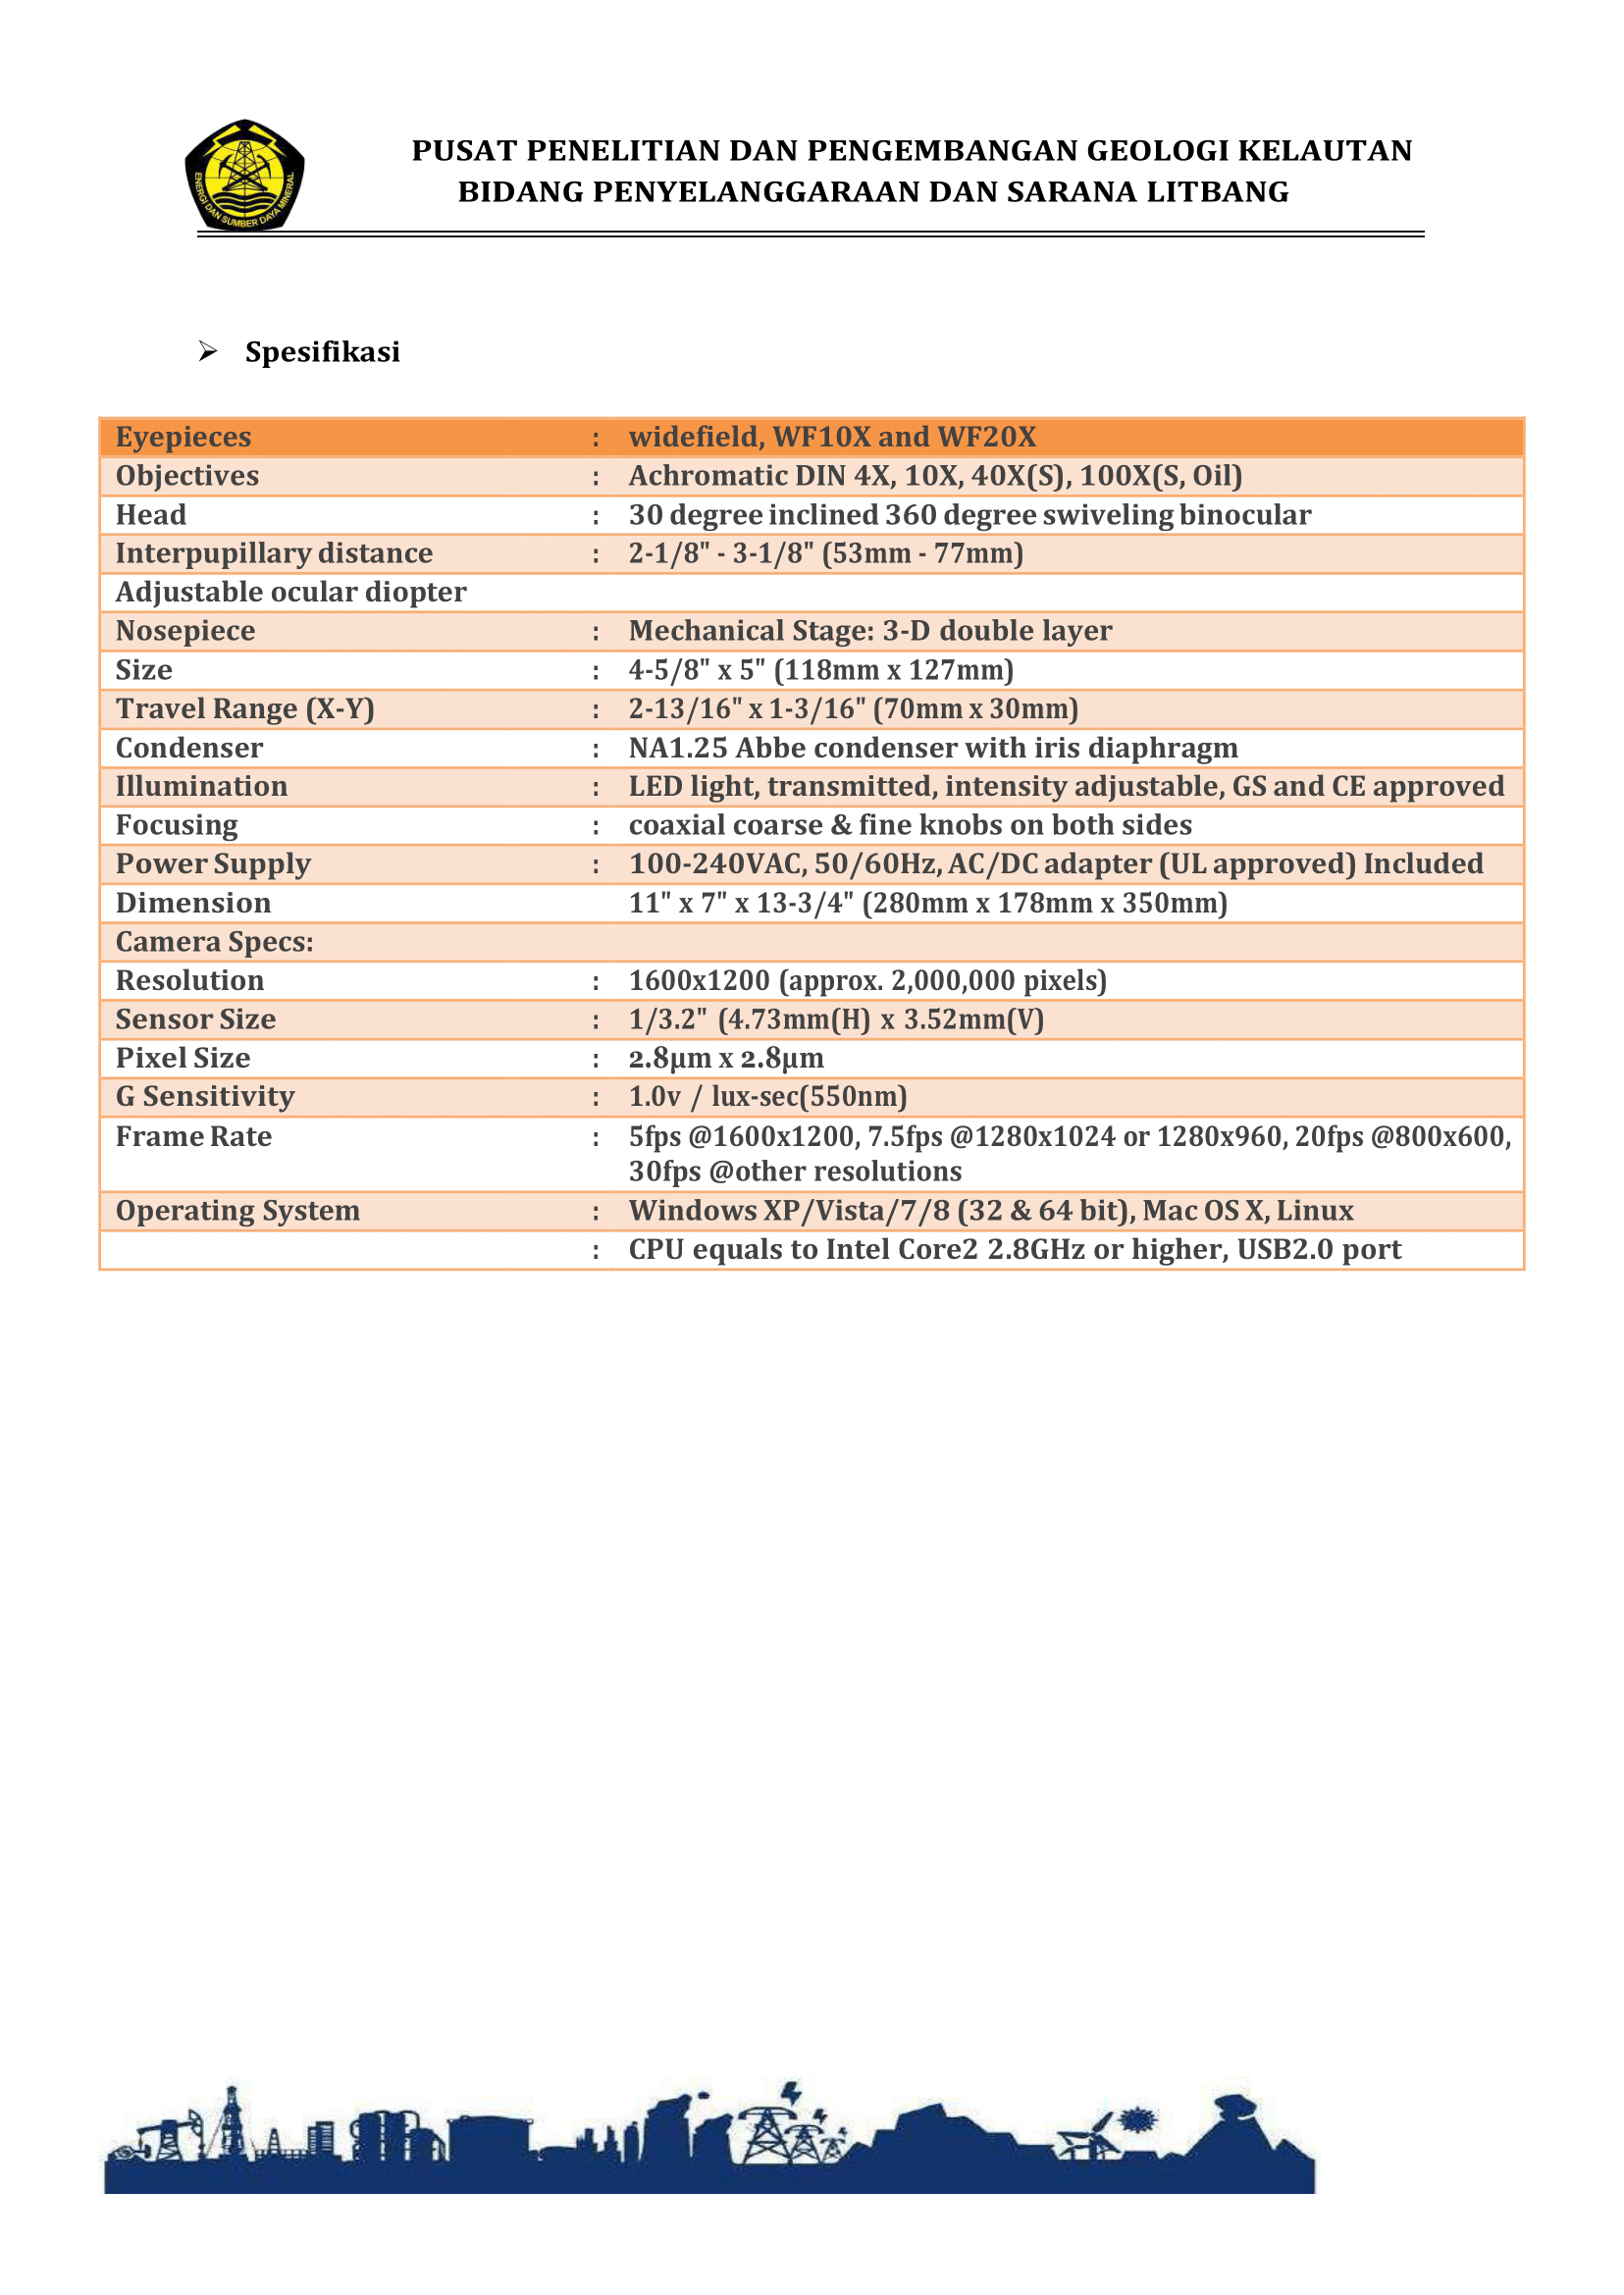 PUSAT PENELITIAN DAN PENGEMBANGAN GEOLOGI KELAUTAN
BIDANG PENYELANGGARAAN DAN SARANA LITBANG
ENERGI DAN SUMBER DAYA MINERAL
➢ Spesifikasi
Eyepieces : widefield, WF10X and WF20X
Objectives : Achromatic DIN 4X, 10X, 40X(S), 100X(S, Oil)
Head : 30 degree inclined 360 degree swiveling binocular
Interpupillary distance : 2-1/8" - 3-1/8" (53mm - 77mm)
Adjustable ocular diopter
Nosepiece : Mechanical Stage: 3-D double layer
Size : 4-5/8" x 5" (118mm x 127mm)
Travel Range (X-Y) : 2-13/16" x 1-3/16" (70mm x 30mm)
Condenser : NA1.25 Abbe condenser with iris diaphragm
Illumination : LED light, transmitted, intensity adjustable, GS and CE approved
Focusing : coaxial coarse & fine knobs on both sides
Power Supply : 100-240VAC, 50/60Hz, AC/DC adapter (UL approved) Included
Dimension 11" x 7" x 13-3/4" (280mm x 178mm x 350mm)
Camera Specs:
Resolution : 1600x1200 (approx. 2,000,000 pixels)
Sensor Size : 1/3.2" (4.73mm(H) x 3.52mm(V)
Pixel Size : 2.8µm x 2.8µm
G Sensitivity : 1.0v / lux-sec(550nm)
Frame Rate : 5fps @1600x1200, 7.5fps @1280x1024 or 1280x960, 20fps @800x600,
30fps @other resolutions
Operating System : Windows XP/Vista/7/8 (32 & 64 bit), Mac OS X, Linux
: CPU equals to Intel Core2 2.8GHz or higher, USB2.0 port